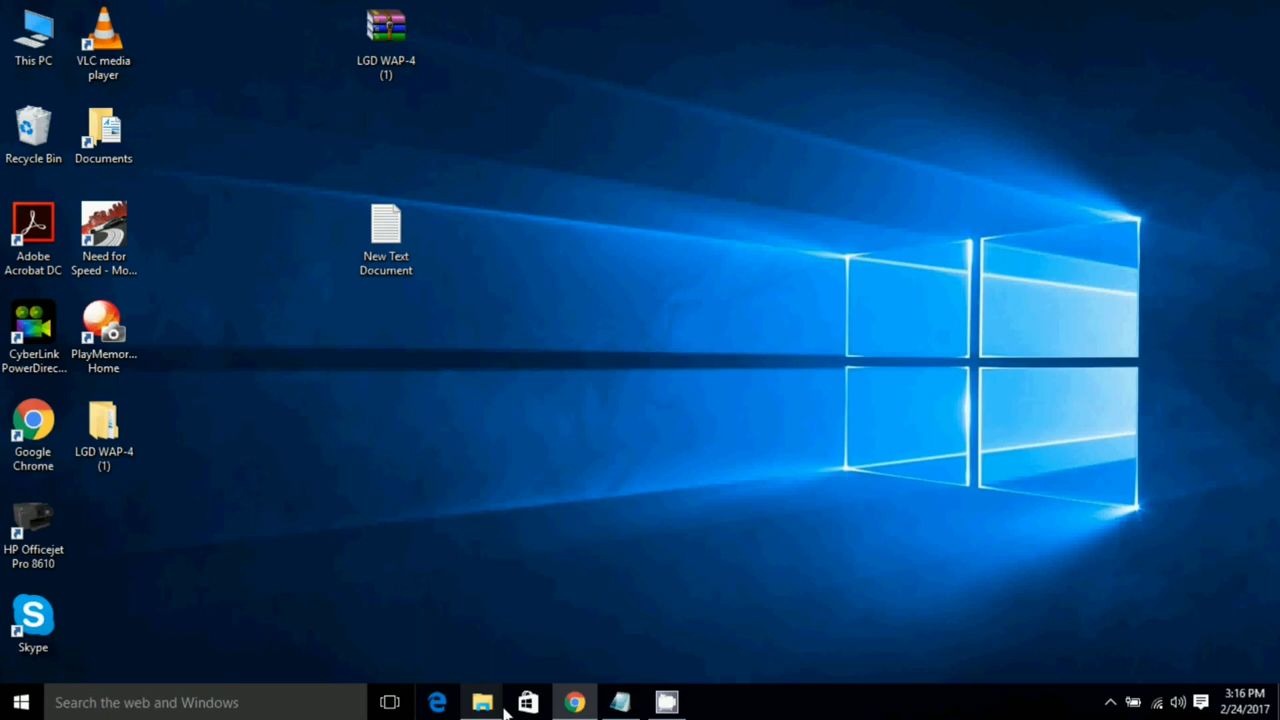 This PC
VLC media
player
LGD WAP-4
(1)
Recycle Bin
Documents
Adobe
Acrobat DC
Need for
Speed - Mo...
New Text
Document
CyberLink
PowerDirec...
PlayMemor...
Home
Google
Chrome
LGD WAP-4
(1)
HP Officejet
Pro 8610
Skype
Search the web and Windows
3:16 PM
2/24/2017